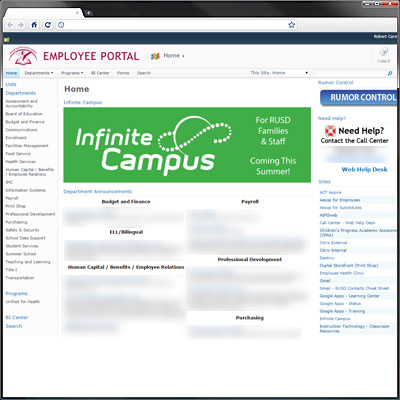 Robert Care
EMPLOYEE PORTAL
Home
I Like It
Home Departments Programs BI Center Forms Search
This Site: Home
Lists
Departments
Assessment and
Accountability
Board of Education
Budget and Finance
Communications
Enrollment
Facilities Management
Food Service
Health Services
Human Capital / Benefits
/ Employee Relations
IMC
Information Systems
Payroll
Print Shop
Professional Development
Purchasing
Safety & Security
School Data Support
Student Services
Summer School
Teaching and Learning
Title I
Transportation
Programs
Unified for Health
BI Center
Search
Home
Infinite Campus
Infinite
Campus
For RUSD
Families
& Staff
Coming This
Summer!
Department Announcements
Budget and Finance
Payroll
ELL/Bilingual
Professional Development
Human Capital / Benefits / Employee Relations
Purchasing
Rumor Control
RUMOR CONTROL
Need Help?
Need Help?
Contact the Call Center
Web Help Desk
Sites
ACT Aspire
Aesop for Employees
Aesop for Substitutes
AIMSweb
Call Center - Web Help Desk
Children's Progress Academic Assessment
(CPAA)
Citrix External
Citrix Internal
Destiny
Digital Storefront (Print Shop)
Employee Health Clinic
Gmail
Gmail - RUSD Contacts Cheat Sheet
Google Apps - Learning Center
Google Apps - Status
Google Apps - Training
Infinite Campus
Instruction Technology - Classroom
Resources